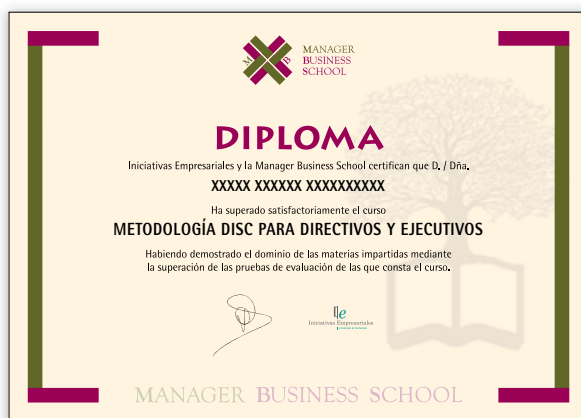 M B
MANAGER
BUSINESS
SCHOOL
DIPLOMA
Iniciativas Empresariales y la Manager Business School certifican que D. / Dña.
XXXXX XXXXXX XXXXXXXXXX
Ha superado satisfactoriamente el curso
METODOLOGÍA DISC PARA DIRECTIVOS Y EJECUTIVOS
Habiendo demostrado el dominio de las materias impartidas mediante
la superación de las pruebas de evaluación de las que consta el curso.
Iniciativas Empresariales
MANAGER BUSINESS SCHOOL